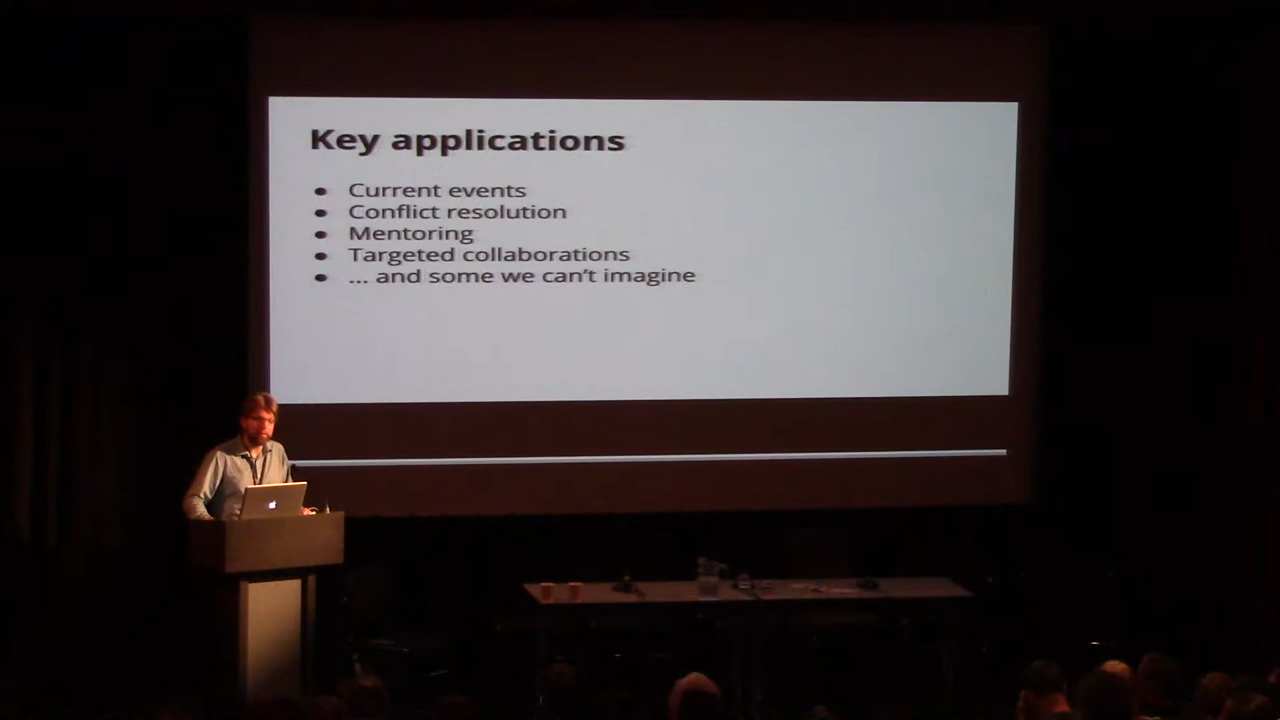 Key applications
● Current events
● Conflict resolution
● Mentoring
● Targeted collaborations
● ... and some we can't imagine